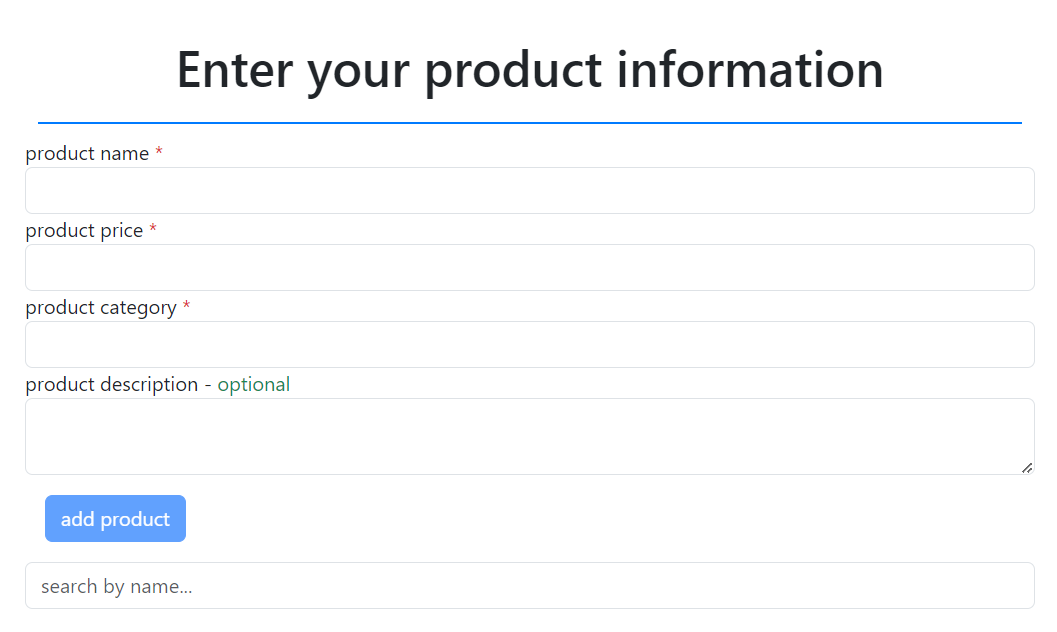 Enter your product information
product name *
product price *
product category *
product description - optional
add product
search by name...